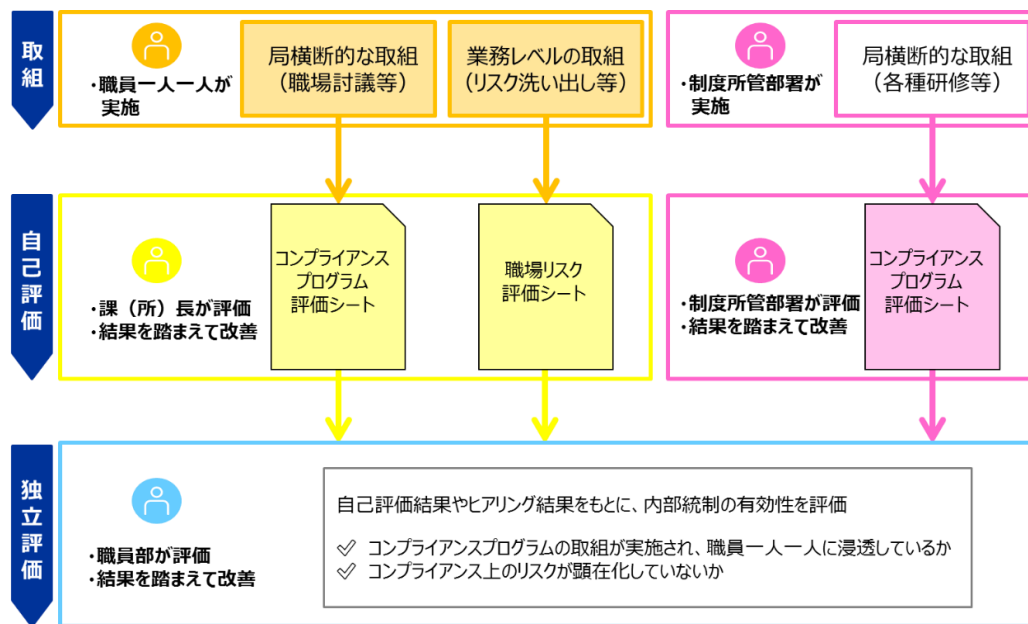 取組
・職員一人一人が
実施
局横断的な取組
(職場討議等)
業務レベルの取組
(リスク洗い出し等)
・制度所管部署が
実施
局横断的な取組
(各種研修等)
自己評価
・課（所）長が評価
・結果を踏まえて改善
コンプライアンス
プログラム
評価シート
職場リスク
評価シート
・制度所管部署が評価
・結果を踏まえて改善
コンプライアンス
プログラム
評価シート
独立評価
・職員部が評価
・結果を踏まえて改善
自己評価結果やヒアリング結果をもとに、内部統制の有効性を評価
✓ コンプライアンスプログラムの取組が実施され、職員一人一人に浸透しているか
✓ コンプライアンス上のリスクが顕在化していないか